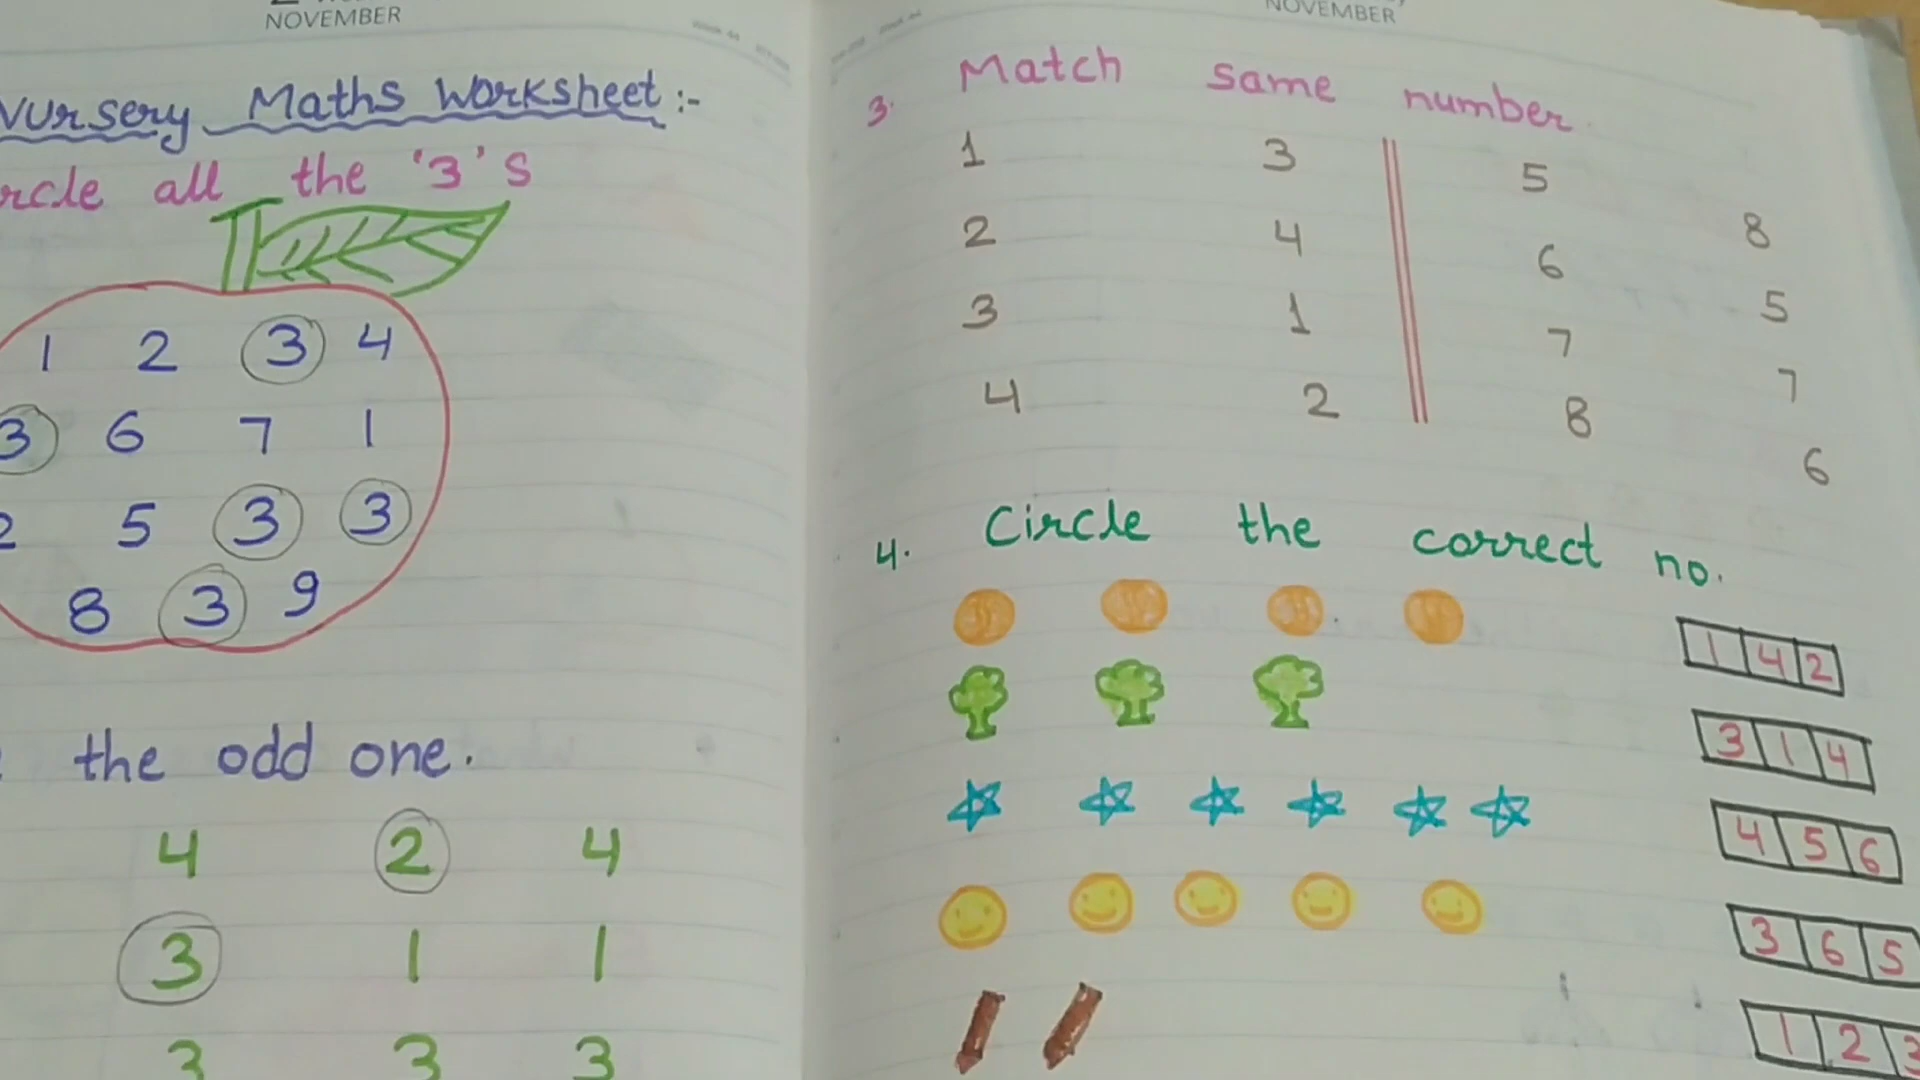 NOVEMBER
Nursery Maths Worksheet :-
rcle all the '3's
1 2 3 4
3 6 7 1
2 5 3 3
8 3 9
the odd one.
4 2 4
3 1 1
3 3 3
NOVEMBER
3. Match same number
1 3 5 8
2 4 6 5
3 1 7 7
4 2 8 6
4. Circle the correct no.
1 4 2
3 1 4
4 5 6
3 6 5
1 2 3